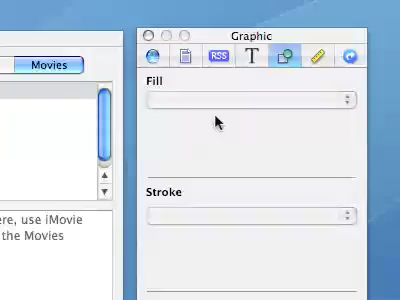 Graphic
Movies
RSS
T
Fill
Stroke
ere, use iMovie
the Movies